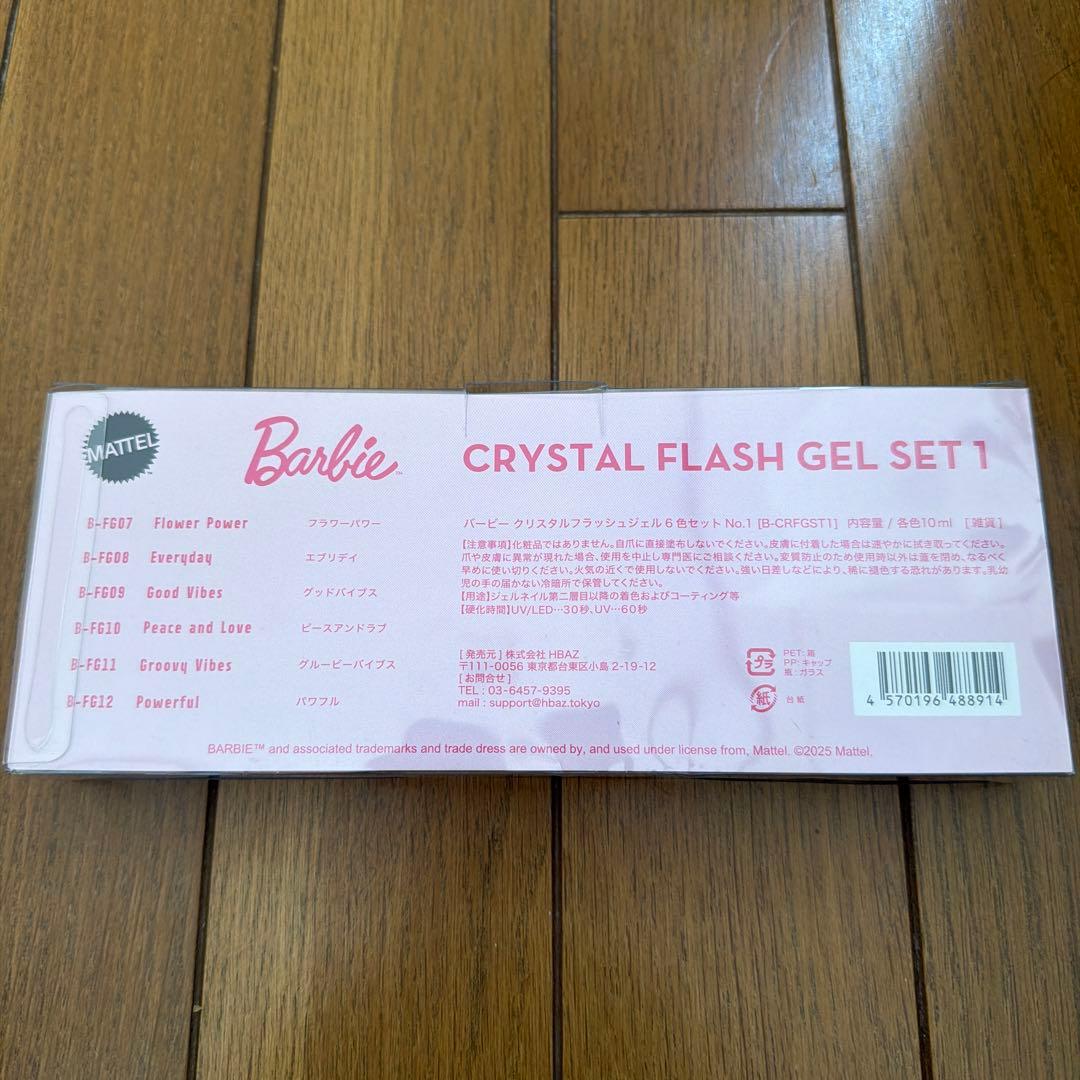 MATTEL
Barbie™
CRYSTAL FLASH GEL SET 1
B-FG07 Flower Power フラワーパワー
B-FG08 Everyday エブリデイ
B-FG09 Good Vibes グッドバイブス
B-FG10 Peace and Love ピースアンドラブ
B-FG11 Groovy Vibes グルービーバイブス
B-FG12 Powerful パワフル
バービー クリスタルフラッシュジェル 6 色セット No.1 [B-CRFGST1] 内容量 / 各色10ml [雑貨]
【注意事項】化粧品ではありません。自爪に直接塗布しないでください。皮膚に付着した場合は速やかに拭き取ってください。
爪や皮膚に異常が現れた場合、使用を中止し専門医にご相談ください。変質防止のため使用時以外は蓋を閉め、なるべく
早めに使い切りください。火気の近くで使用しないでください。強い日差しなどにより、稀に褪色する恐れがあります。乳幼
児の手の届かない冷暗所で保管してください。
【用途】ジェルネイル第二層目以降の着色およびコーティング等
【硬化時間】UV/LED…30秒、UV…60秒
[ 発売元 ] 株式会社 HBAZ
〒111-0056 東京都台東区小島 2-19-12
[ お問合せ ]
TEL : 03-6457-9395
mail : support@hbaz.tokyo
プラ
PET: 箱
PP: キャップ
瓶 : ガラス
紙
台紙
4 570196 488914
BARBIE™ and associated trademarks and trade dress are owned by, and used under license from, Mattel. ©2025 Mattel.